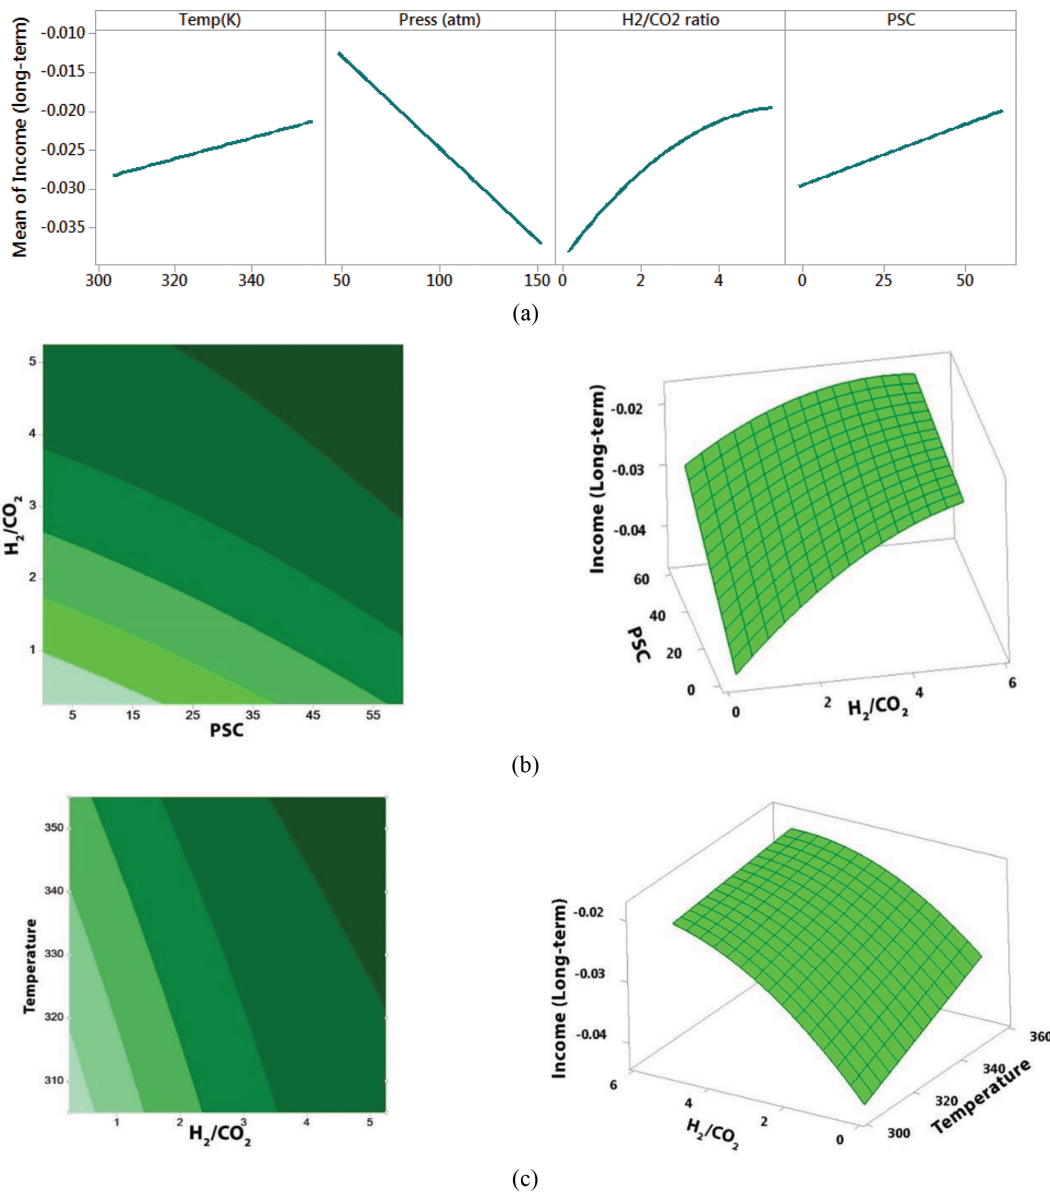 Temp(K) Press (atm) H2/CO2 ratio PSC
Mean of Income (long-term)
-0.010
-0.015
-0.020
-0.025
-0.030
-0.035
300 320 340 50 100 150 0 2 4 0 25 50
(a)
H₂/CO₂
5
4
3
2
1
5 15 25 35 45 55
PSC
Income (Long-term)
-0.02
-0.03
-0.04
60
40
20
0
PSC
0 2 4 6
H₂/CO₂
(b)
Temperature
350
340
330
320
310
1 2 3 4 5
H₂/CO₂
Income (Long-term)
-0.02
-0.03
-0.04
6 4 2 0
H₂/CO₂
300 320 340 360
Temperature
(c)